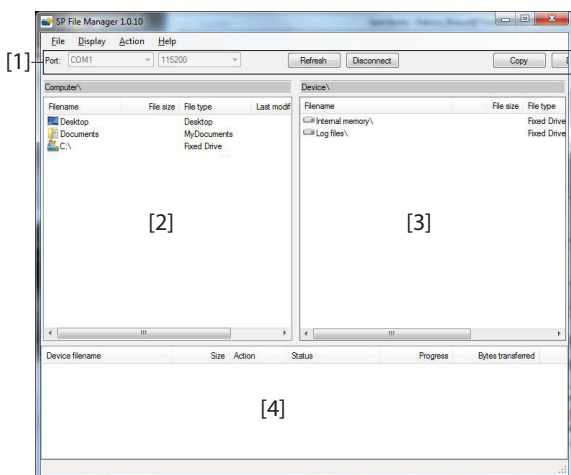 SP File Manager 1.0.10
File Display Action Help
[1]
Port: COM1 115200 Refresh Disconnect Copy
Computer\ Device\
Filename File size File type Last modif Filename File size File type
Desktop Desktop Internal memory\ Fixed Drive
Documents MyDocuments Log files\ Fixed Drive
C:\ Fixed Drive
[2] [3]
Device filename Size Action Status Progress Bytes transferred
[4]